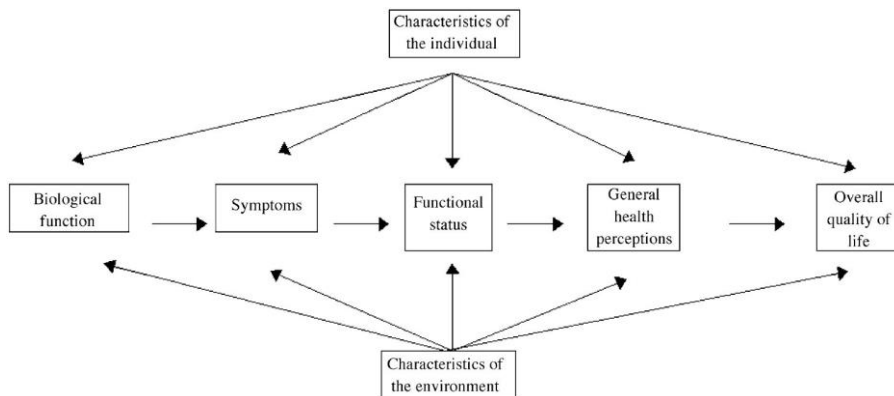 Characteristics of
the individual
Biological
function
Symptoms
Functional
status
General
health
perceptions
Overall
quality of
life
Characteristics of
the environment